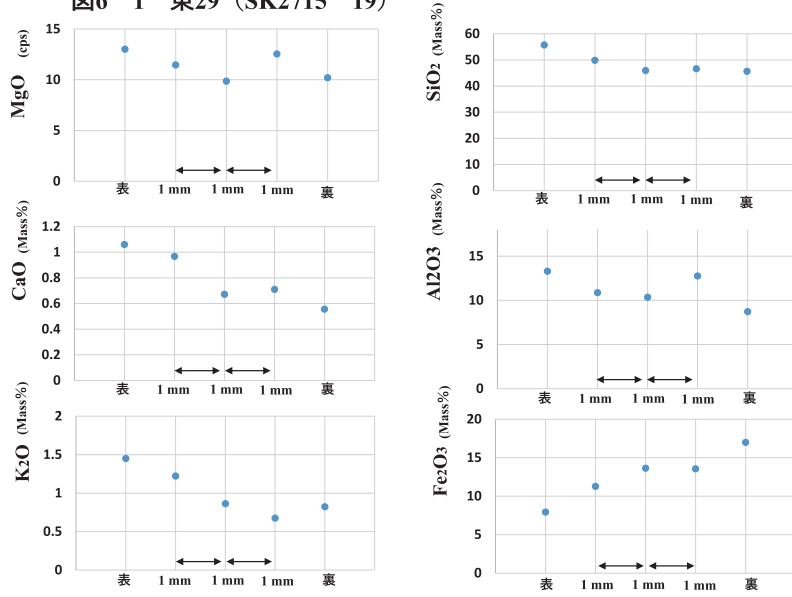 図6 1 東29 (SK2715 19)
MgO (cps)
15
10
5
0
表 1 mm 1 mm 1 mm 裏
SiO2 (Mass%)
60
50
40
30
20
10
0
表 1 mm 1 mm 1 mm 裏
CaO (Mass%)
1.2
1
0.8
0.6
0.4
0.2
0
表 1 mm 1 mm 1 mm 裏
Al2O3 (Mass%)
15
10
5
0
表 1 mm 1 mm 1 mm 裏
K2O (Mass%)
2
1.5
1
0.5
0
表 1 mm 1 mm 1 mm 裏
Fe2O3 (Mass%)
20
15
10
5
0
表 1 mm 1 mm 1 mm 裏